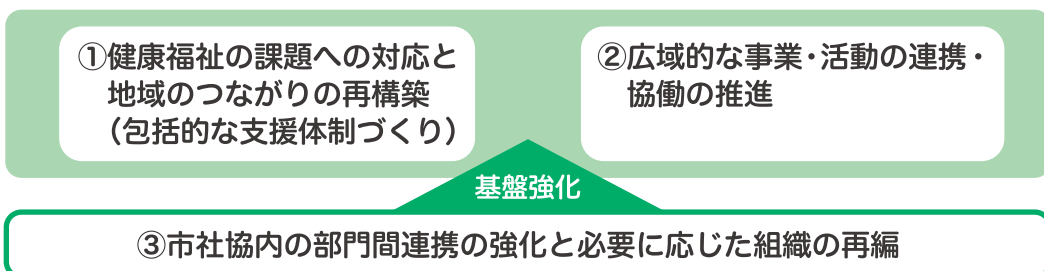 ①健康福祉の課題への対応と
地域のつながりの再構築
（包括的な支援体制づくり）
②広域的な事業・活動の連携・
協働の推進
基盤強化
③市社協内の部門間連携の強化と必要に応じた組織の再編